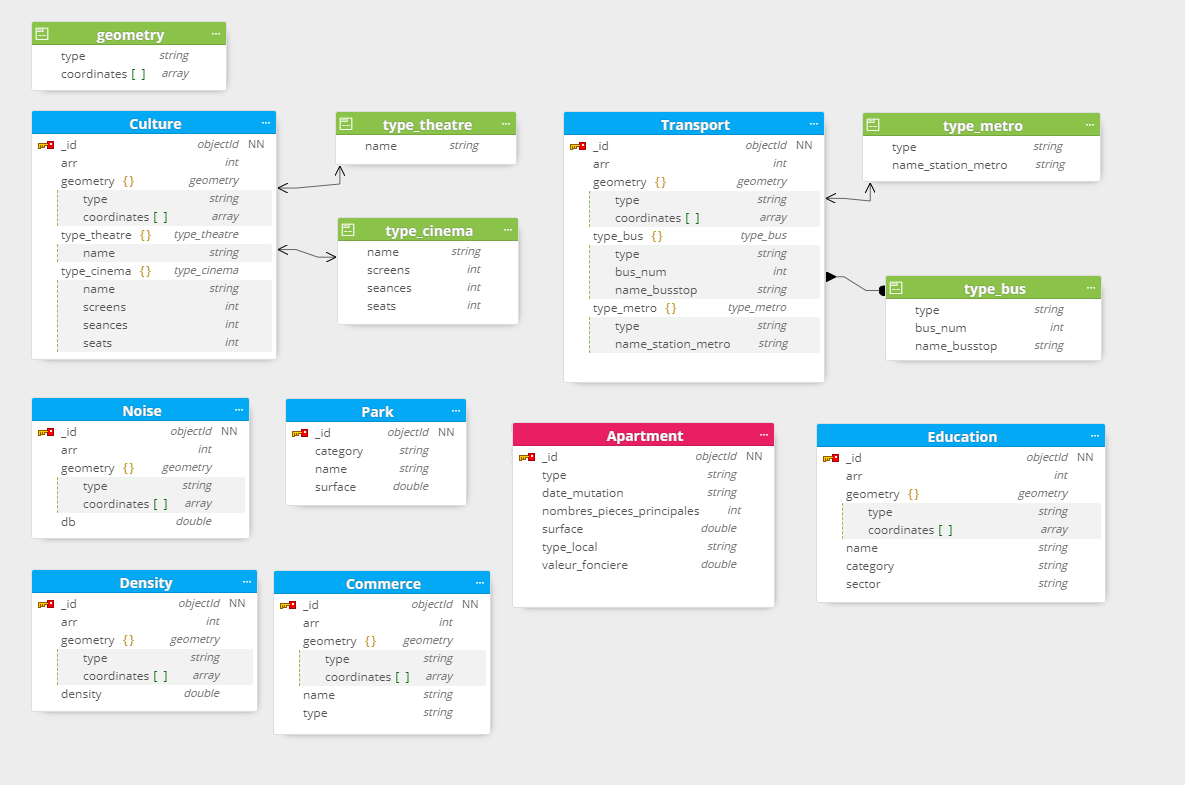 geometry ...
type string
coordinates [ ] array
Culture ...
_id objectId NN
arr int
geometry {} geometry
type string
coordinates [ ] array
type_theatre {} type_theatre
name string
type_cinema {} type_cinema
name string
screens int
seances int
seats int
type_theatre ...
name string
type_cinema ...
name string
screens int
seances int
seats int
Transport ...
_id objectId NN
arr int
geometry {} geometry
type string
coordinates [ ] array
type_bus {} type_bus
type string
bus_num int
name_busstop string
type_metro {} type_metro
type string
name_station_metro string
type_metro ...
type string
name_station_metro string
type_bus ...
type string
bus_num int
name_busstop string
Noise ...
_id objectId NN
arr int
geometry {} geometry
type string
coordinates [ ] array
db double
Park ...
_id objectId NN
category string
name string
surface double
Apartment ...
_id objectId NN
type string
date_mutation string
nombres_pieces_principales int
surface double
type_local string
valeur_fonciere double
Education ...
_id objectId NN
arr int
geometry {} geometry
type string
coordinates [ ] array
name string
category string
sector string
Density ...
_id objectId NN
arr int
geometry {} geometry
type string
coordinates [ ] array
density double
Commerce ...
_id objectId NN
arr int
geometry {} geometry
type string
coordinates [ ] array
name string
type string